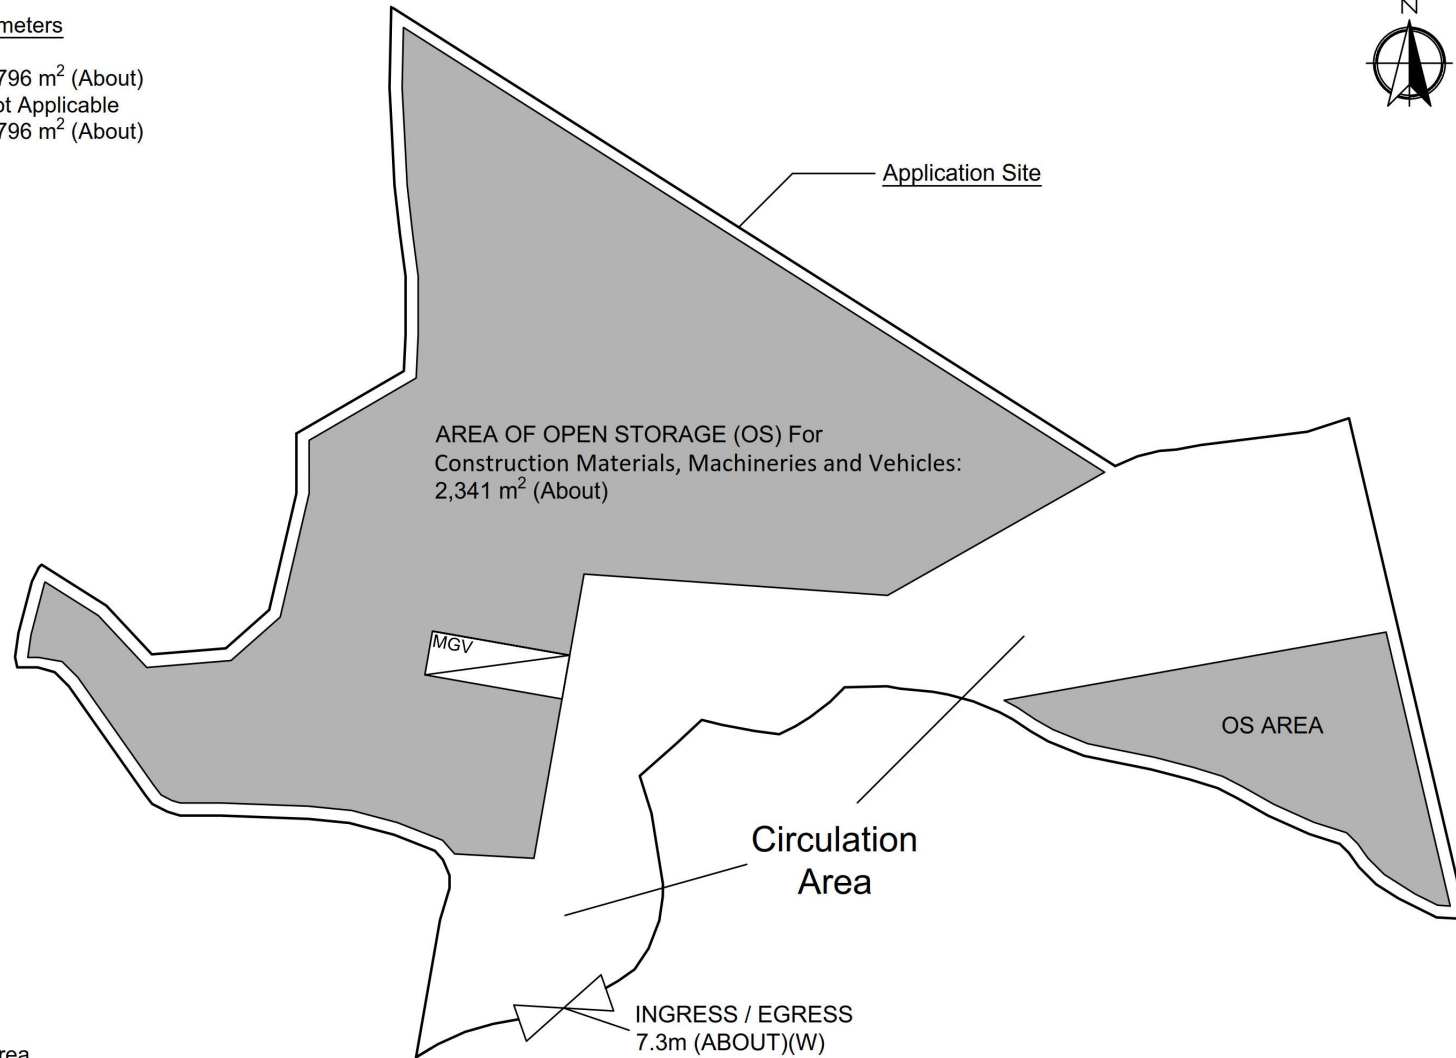 meters
796 m² (About)
ot Applicable
796 m² (About)
N
Application Site
AREA OF OPEN STORAGE (OS) For
Construction Materials, Machineries and Vehicles:
2,341 m² (About)
MGV
OS AREA
Circulation
Area
INGRESS / EGRESS
7.3m (ABOUT)(W)
rea